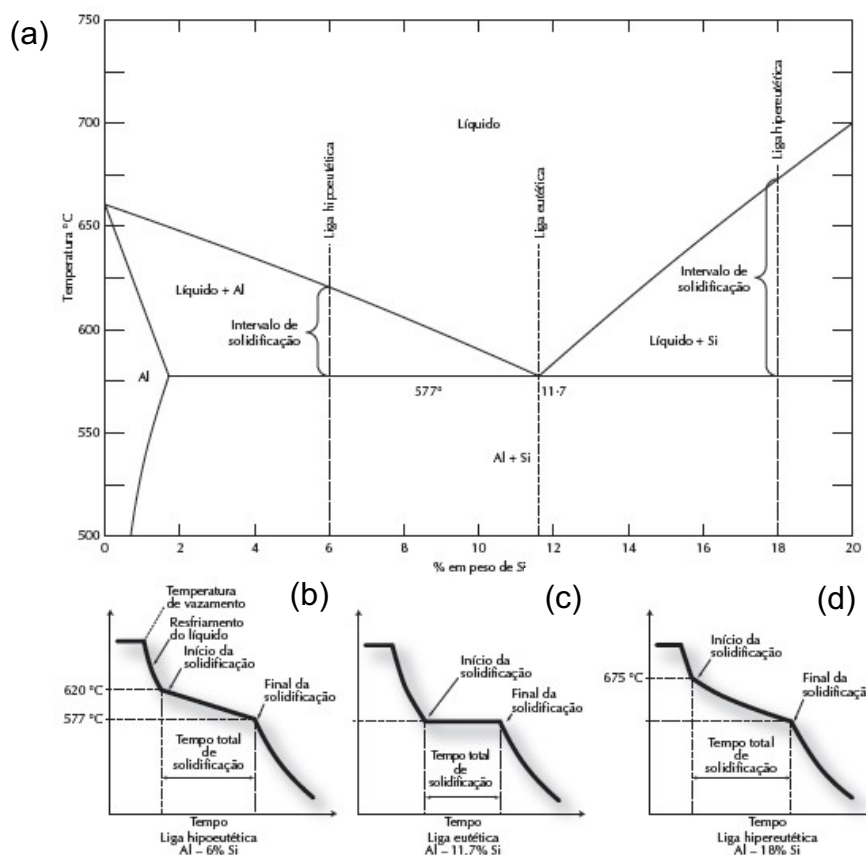 (a)
750
700
650
600
550
500
Temperatura °C
0
2
4
6
8
10
12
14
16
18
20
% em peso de Si
Líquido
Liga hipoeutética
Liga eutética
Liga hipereutética
Líquido + Al
Intervalo de
solidificação
Intervalo de
solidificação
Líquido + Si
Al
577°
11·7
Al + Si
(b)
Temperatura
de vazamento
Resfriamento
do líquido
Início da
solidificação
Final da
solidificação
620 °C
577 °C
Tempo total
de
solidificação
Tempo
Liga hipoeutética
Al – 6% Si
(c)
Início da
solidificação
Final da
solidificação
Tempo total
de
solidificação
Tempo
Liga eutética
Al – 11,7% Si
(d)
Início da
solidificação
675 °C
Final da
solidificação
Tempo total
de
solidificação
Tempo
Liga hipereutética
Al – 18% Si